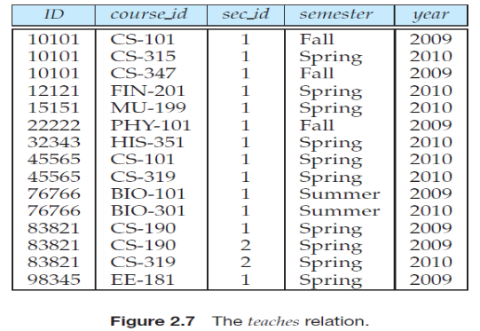 ID course_id sec_id semester year
10101 CS-101 1 Fall 2009
10101 CS-315 1 Spring 2010
10101 CS-347 1 Fall 2009
12121 FIN-201 1 Spring 2010
15151 MU-199 1 Spring 2010
22222 PHY-101 1 Fall 2009
32343 HIS-351 1 Spring 2010
45565 CS-101 1 Spring 2010
45565 CS-319 1 Spring 2010
76766 BIO-101 1 Summer 2009
76766 BIO-301 1 Summer 2010
83821 CS-190 1 Spring 2009
83821 CS-190 2 Spring 2009
83821 CS-319 2 Spring 2010
98345 EE-181 1 Spring 2009
Figure 2.7 The teaches relation.